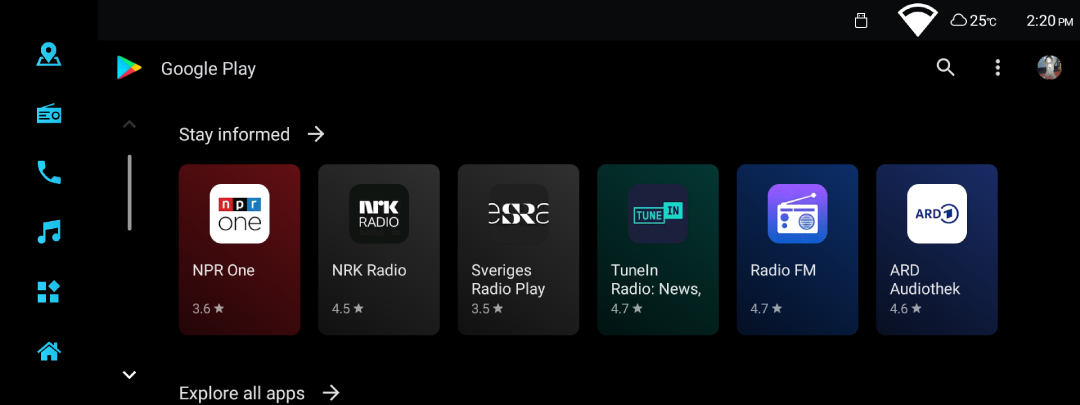 25°C
2:20 PM
Google Play
Stay informed
npr
one
nrk
RADIO
SR
TUNE IN
ARD
NPR One
NRK Radio
Sveriges
Radio Play
TuneIn
Radio: News,
Radio FM
ARD
Audiothek
3.6
4.5
3.5
4.7
4.7
4.6
Explore all apps